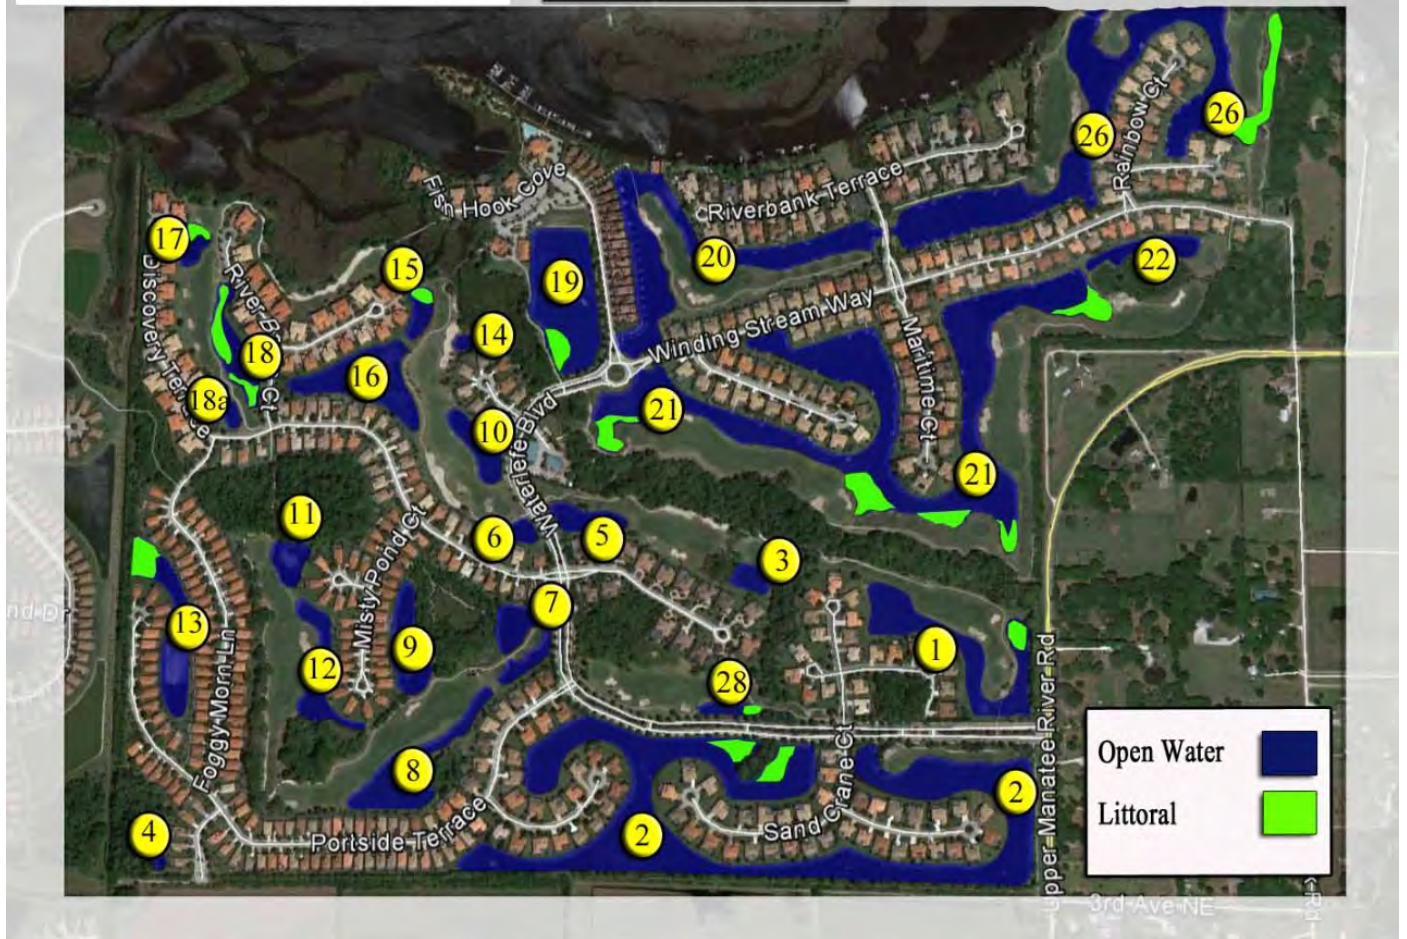 26
26
Rainbow Ct
Fish Hook Cove
Riverbank Terrace
17
20
22
15
19
River B
Discovery Terrace
14
Winding Stream Way
18
16
Maritime Ct
18a
Ct
10
21
Waterlefe Blvd
21
11
6
5
Misty Pond Ct
3
7
nd Dr
13
9
1
12
28
Foggy Morn Ln
Upper Manatee River Rd
8
2
Open Water
Littoral
4
2
Portside Terrace
Sand Crane Ct
3rd Ave NE
Rd